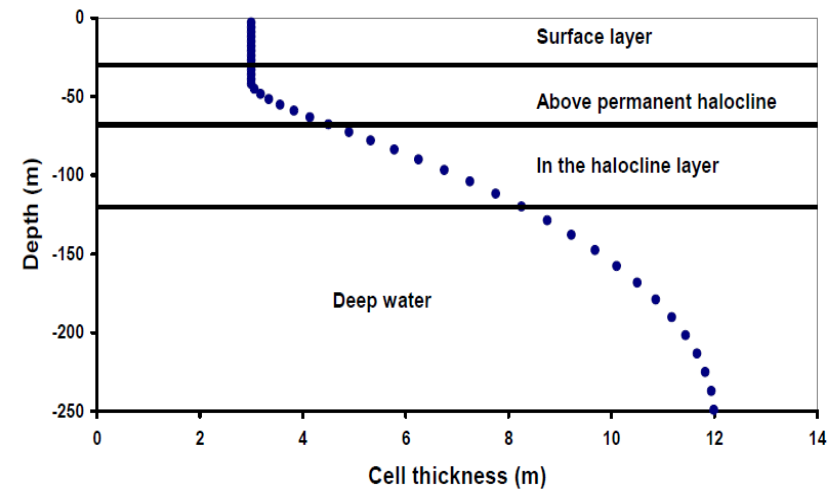 0
Surface layer
-50
Above permanent halocline
-100
In the halocline layer
-150
Deep water
-200
-250
Depth (m)
0 2 4 6 8 10 12 14
Cell thickness (m)